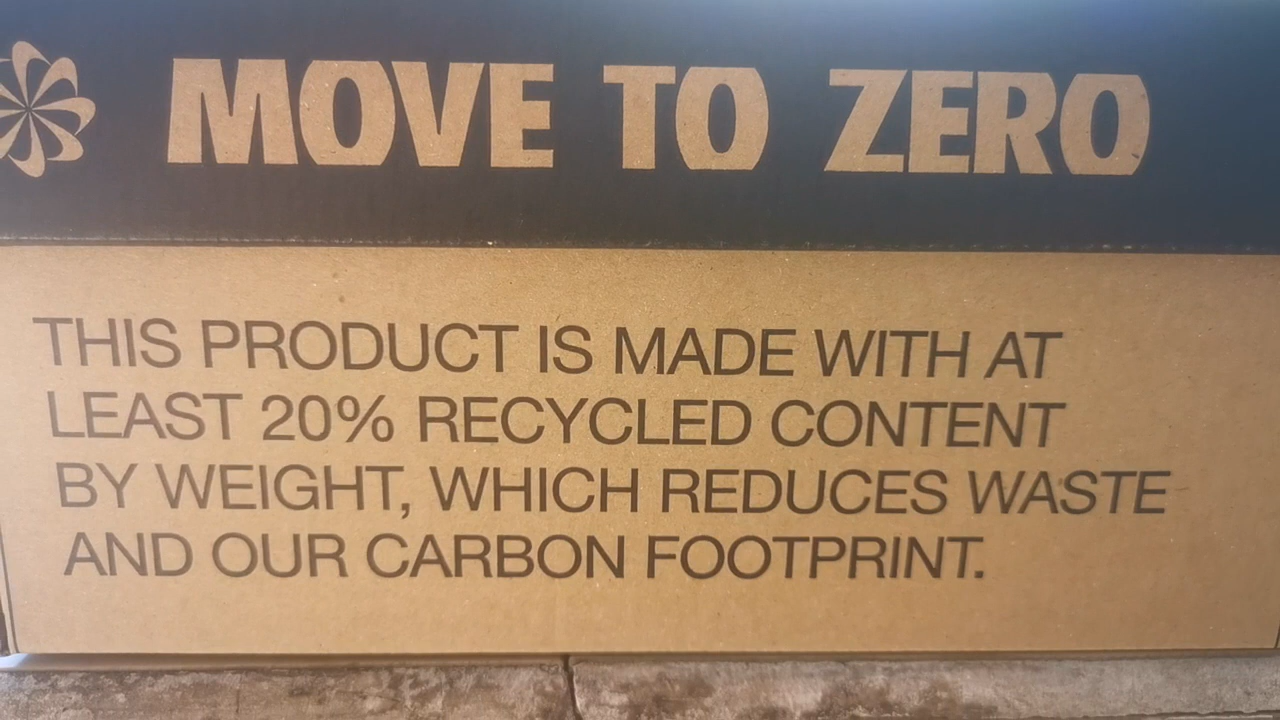 MOVE TO ZERO
THIS PRODUCT IS MADE WITH AT
LEAST 20% RECYCLED CONTENT
BY WEIGHT, WHICH REDUCES WASTE
AND OUR CARBON FOOTPRINT.